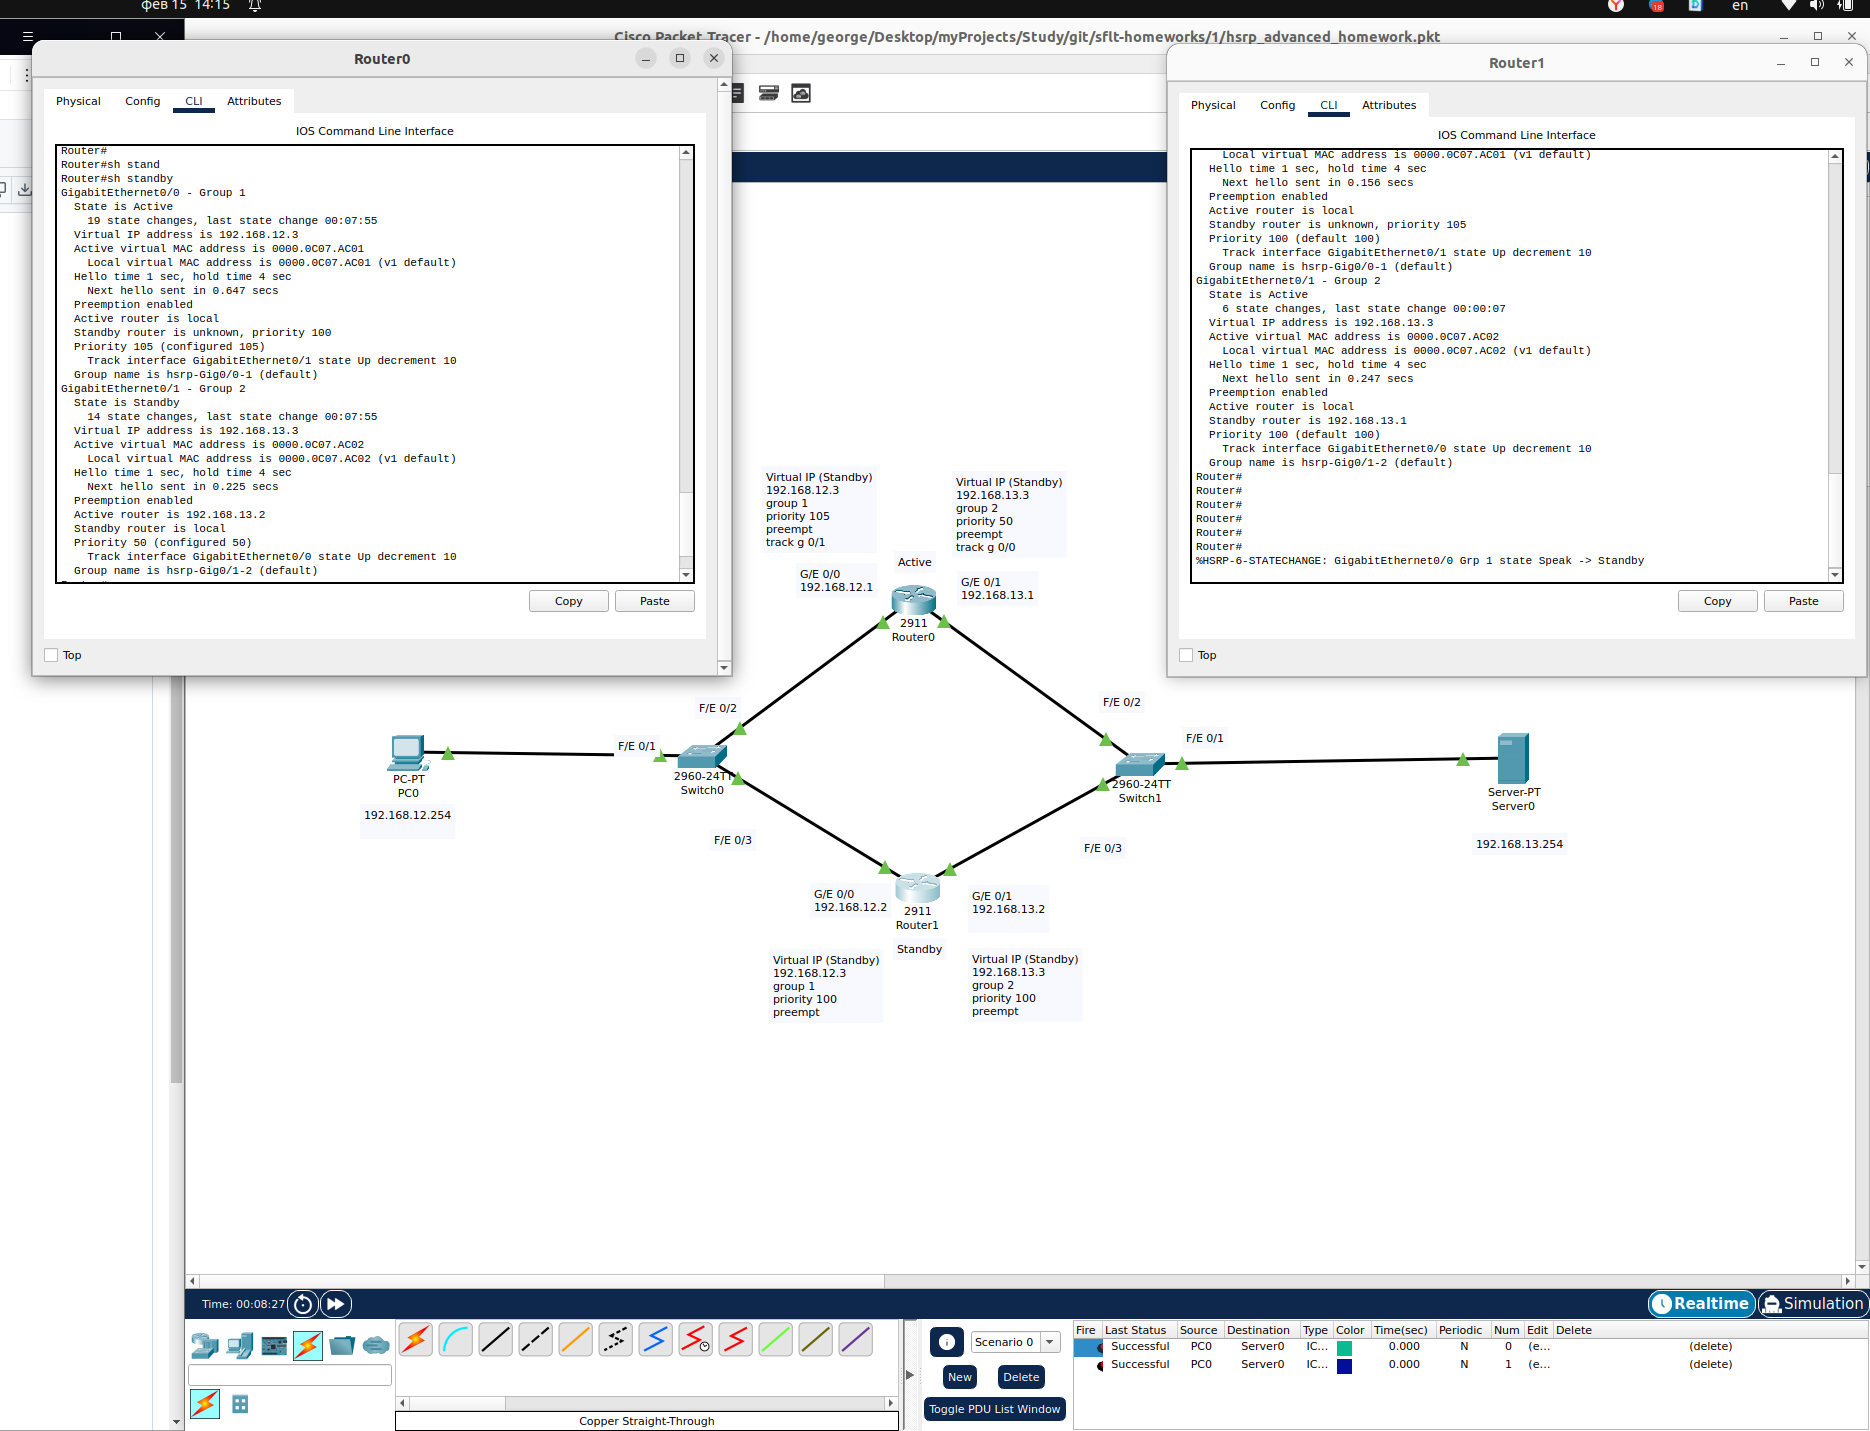 фев 15 14:15
en
18
Cisco Packet Tracer - /home/george/Desktop/myProjects/Study/git/sflt-homeworks/1/hsrp_advanced_homework.pkt
Router0
Physical
Config
CLI
Attributes
IOS Command Line Interface
Router#
Router#sh stand
Router#sh standby
GigabitEthernet0/0 - Group 1
State is Active
19 state changes, last state change 00:07:55
Virtual IP address is 192.168.12.3
Active virtual MAC address is 0000.0C07.AC01
Local virtual MAC address is 0000.0C07.AC01 (v1 default)
Hello time 1 sec, hold time 4 sec
Next hello sent in 0.647 secs
Preemption enabled
Active router is local
Standby router is unknown, priority 100
Priority 105 (configured 105)
Track interface GigabitEthernet0/1 state Up decrement 10
Group name is hsrp-Gig0/0-1 (default)
GigabitEthernet0/1 - Group 2
State is Standby
14 state changes, last state change 00:07:55
Virtual IP address is 192.168.13.3
Active virtual MAC address is 0000.0C07.AC02
Local virtual MAC address is 0000.0C07.AC02 (v1 default)
Hello time 1 sec, hold time 4 sec
Next hello sent in 0.225 secs
Preemption enabled
Active router is 192.168.13.2
Standby router is local
Priority 50 (configured 50)
Track interface GigabitEthernet0/0 state Up decrement 10
Group name is hsrp-Gig0/1-2 (default)
Copy
Paste
Top
Router1
Physical
Config
CLI
Attributes
IOS Command Line Interface
Local virtual MAC address is 0000.0C07.AC01 (v1 default)
Hello time 1 sec, hold time 4 sec
Next hello sent in 0.156 secs
Preemption enabled
Active router is local
Standby router is unknown, priority 105
Priority 100 (default 100)
Track interface GigabitEthernet0/1 state Up decrement 10
Group name is hsrp-Gig0/0-1 (default)
GigabitEthernet0/1 - Group 2
State is Active
6 state changes, last state change 00:00:07
Virtual IP address is 192.168.13.3
Active virtual MAC address is 0000.0C07.AC02
Local virtual MAC address is 0000.0C07.AC02 (v1 default)
Hello time 1 sec, hold time 4 sec
Next hello sent in 0.247 secs
Preemption enabled
Active router is local
Standby router is 192.168.13.1
Priority 100 (default 100)
Track interface GigabitEthernet0/0 state Up decrement 10
Group name is hsrp-Gig0/1-2 (default)
Router#
Router#
Router#
Router#
Router#
Router#
%HSRP-6-STATECHANGE: GigabitEthernet0/0 Grp 1 state Speak -> Standby
Copy
Paste
Top
Virtual IP (Standby)
192.168.12.3
group 1
priority 105
preempt
track g 0/1
Virtual IP (Standby)
192.168.13.3
group 2
priority 50
preempt
track g 0/0
Active
G/E 0/0
192.168.12.1
G/E 0/1
192.168.13.1
2911
Router0
F/E 0/2
F/E 0/2
F/E 0/1
F/E 0/1
PC-PT
PC0
192.168.12.254
2960-24TT
Switch0
2960-24TT
Switch1
Server-PT
Server0
192.168.13.254
F/E 0/3
F/E 0/3
G/E 0/0
192.168.12.2
2911
Router1
G/E 0/1
192.168.13.2
Standby
Virtual IP (Standby)
192.168.12.3
group 1
priority 100
preempt
Virtual IP (Standby)
192.168.13.3
group 2
priority 100
preempt
Time: 00:08:27
Realtime
Simulation
Scenario 0
New
Delete
Toggle PDU List Window
Copper Straight-Through
Fire Last Status Source Destination Type Color Time(sec) Periodic Num Edit Delete
Successful PC0 Server0 IC... 0.000 N 0 (e... (delete)
Successful PC0 Server0 IC... 0.000 N 1 (e... (delete)